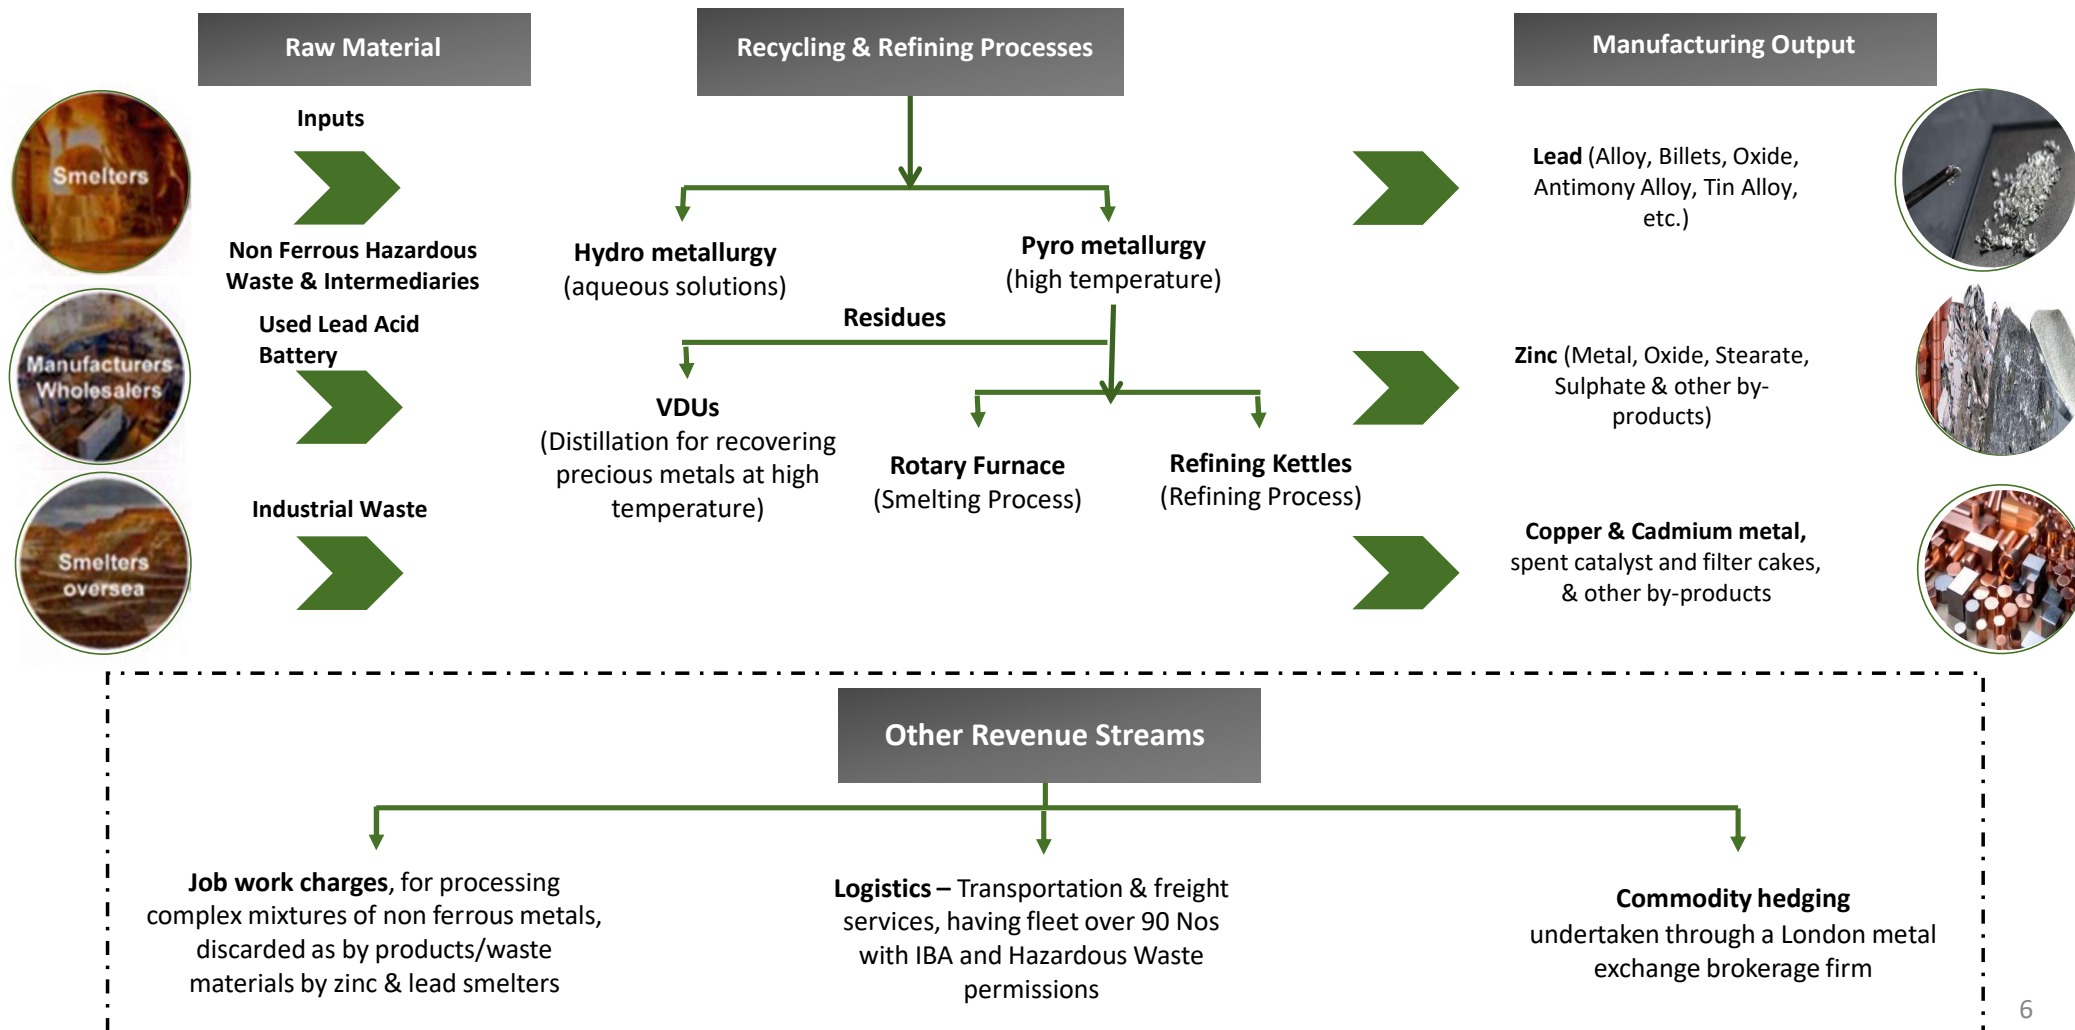 Raw Material
Recycling & Refining Processes
Manufacturing Output
Smelters
Inputs
Non Ferrous Hazardous
Waste & Intermediaries
Manufacturers
Wholesalers
Used Lead Acid
Battery
Smelters
oversea
Industrial Waste
Hydro metallurgy
(aqueous solutions)
Pyro metallurgy
(high temperature)
Residues
VDUs
(Distillation for recovering
precious metals at high
temperature)
Rotary Furnace
(Smelting Process)
Refining Kettles
(Refining Process)
Lead (Alloy, Billets, Oxide,
Antimony Alloy, Tin Alloy,
etc.)
Zinc (Metal, Oxide, Stearate,
Sulphate & other by-
products)
Copper & Cadmium metal,
spent catalyst and filter cakes,
& other by-products
Other Revenue Streams
Job work charges, for processing
complex mixtures of non ferrous metals,
discarded as by products/waste
materials by zinc & lead smelters
Logistics – Transportation & freight
services, having fleet over 90 Nos
with IBA and Hazardous Waste
permissions
Commodity hedging
undertaken through a London metal
exchange brokerage firm
6